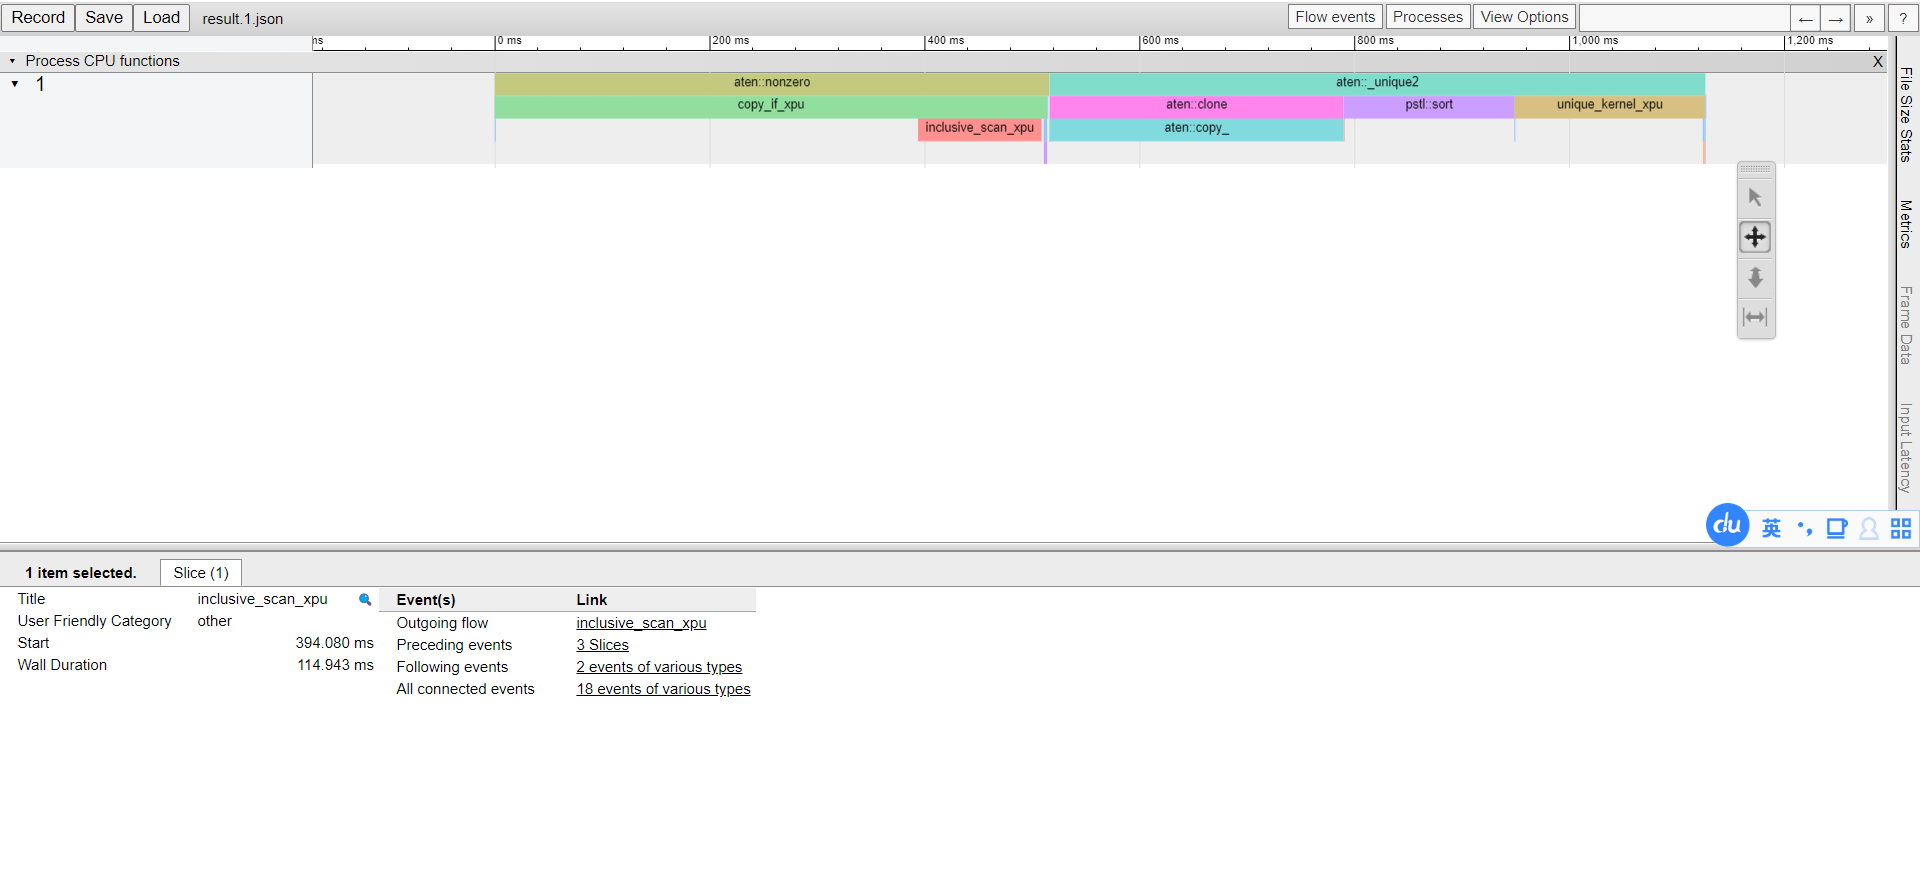 Record Save Load result.1.json Flow events Processes View Options ← → » ?
ns 0 ms 200 ms 400 ms 600 ms 800 ms 1,000 ms 1,200 ms
Process CPU functions X
1
aten::nonzero aten::_unique2
copy_if_xpu aten::clone pstl::sort unique_kernel_xpu
inclusive_scan_xpu aten::copy_
File Size Stats
Metrics
Frame Data
Input Latency
du 英
1 item selected. Slice (1)
Title inclusive_scan_xpu Event(s) Link
User Friendly Category other Outgoing flow inclusive_scan_xpu
Start 394.080 ms Preceding events 3 Slices
Wall Duration 114.943 ms Following events 2 events of various types
All connected events 18 events of various types